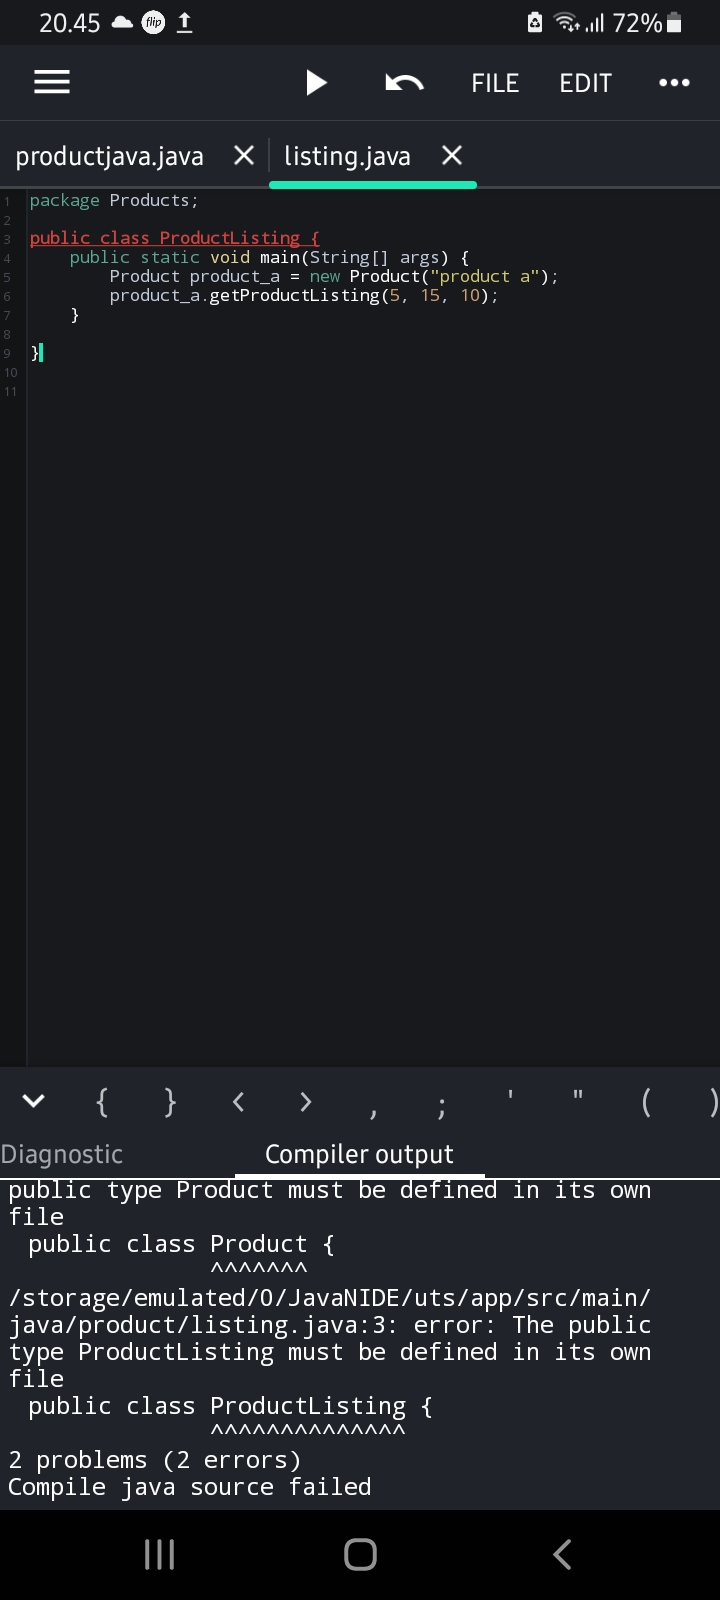 20.45 flip 72%
FILE EDIT
productjava.java listing.java
1 package Products;
2
3 public class ProductListing {
4 public static void main(String[] args) {
5 Product product_a = new Product("product a");
6 product_a.getProductListing(5, 15, 10);
7 }
8
9 }
10
11
{ } < > , ; ' " ( )
Diagnostic Compiler output
public type Product must be defined in its own
file
public class Product {
^^^^^^^
/storage/emulated/0/JavaNIDE/uts/app/src/main/
java/product/listing.java:3: error: The public
type ProductListing must be defined in its own
file
public class ProductListing {
^^^^^^^^^^^^^^
2 problems (2 errors)
Compile java source failed